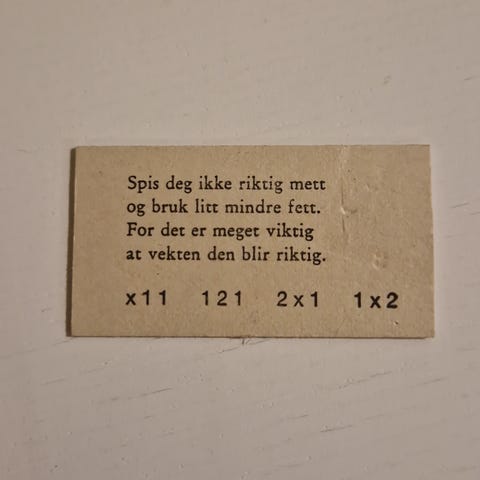 Spis deg ikke riktig mett
og bruk litt mindre fett.
For det er meget viktig
at vekten den blir riktig.
x11 121 2x1 1x2